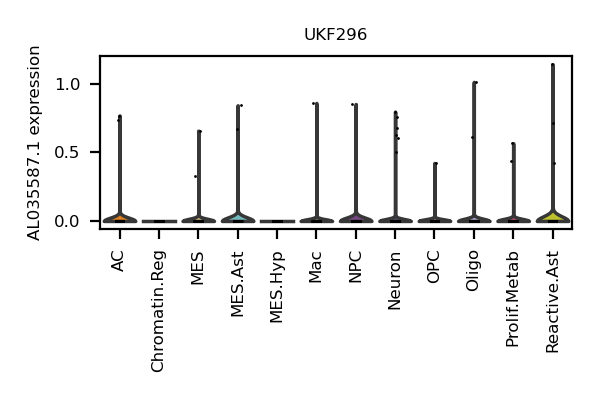 UKF296
AL035587.1 expression
1.0
0.5
0.0
AC
Chromatin.Reg
MES
MES.Ast
MES.Hyp
Mac
NPC
Neuron
OPC
Oligo
Prolif.Metab
Reactive.Ast